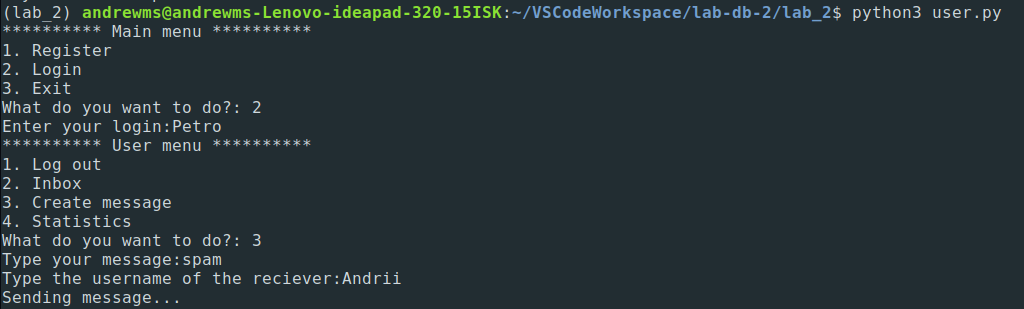 (lab_2) andrewms@andrewms-Lenovo-ideapad-320-15ISK:~/VSCodeWorkspace/lab-db-2/lab_2$ python3 user.py
********** Main menu **********
1. Register
2. Login
3. Exit
What do you want to do?: 2
Enter your login:Petro
********** User menu **********
1. Log out
2. Inbox
3. Create message
4. Statistics
What do you want to do?: 3
Type your message:spam
Type the username of the reciever:Andrii
Sending message...